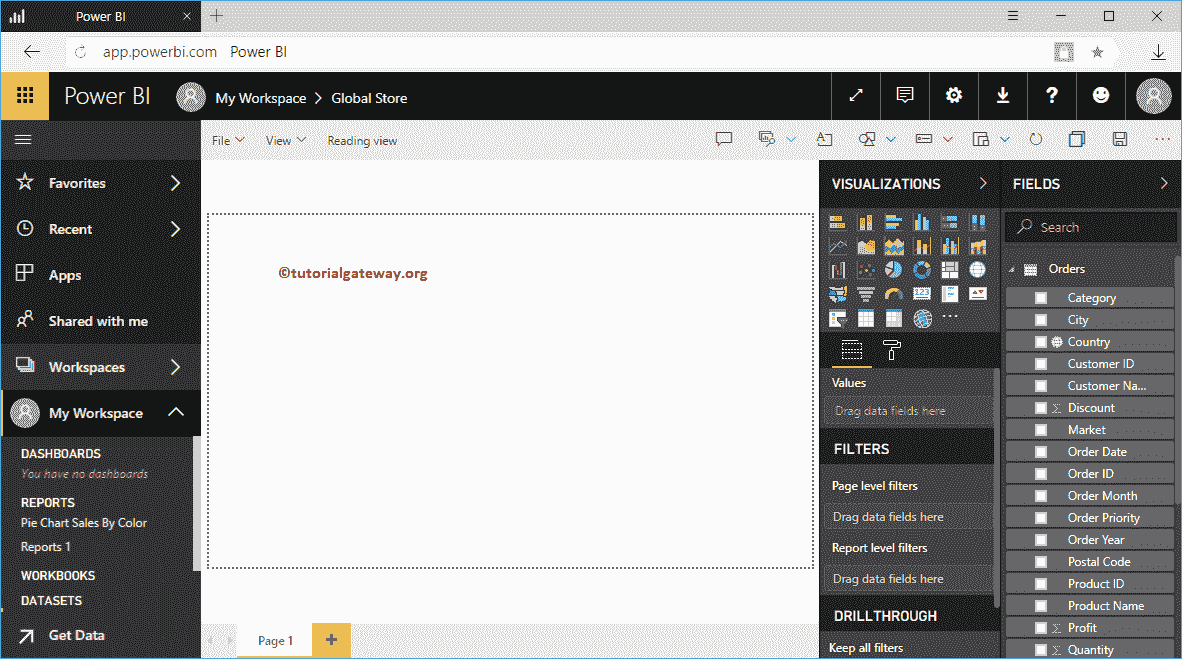 Power BI
app.powerbi.com Power BI
Power BI
My Workspace > Global Store
File View Reading view
Favorites
Recent
Apps
Shared with me
Workspaces
My Workspace
DASHBOARDS
You have no dashboards
REPORTS
Pie Chart Sales By Color
Reports 1
WORKBOOKS
DATASETS
Get Data
©tutorialgateway.org
Page 1
VISUALIZATIONS
Values
Drag data fields here
FILTERS
Page level filters
Drag data fields here
Report level filters
Drag data fields here
DRILLTHROUGH
Keep all filters
FIELDS
Search
Orders
Category
City
Country
Customer ID
Customer Na...
Discount
Market
Order Date
Order ID
Order Month
Order Priority
Order Year
Postal Code
Product ID
Product Name
Profit
Quantity